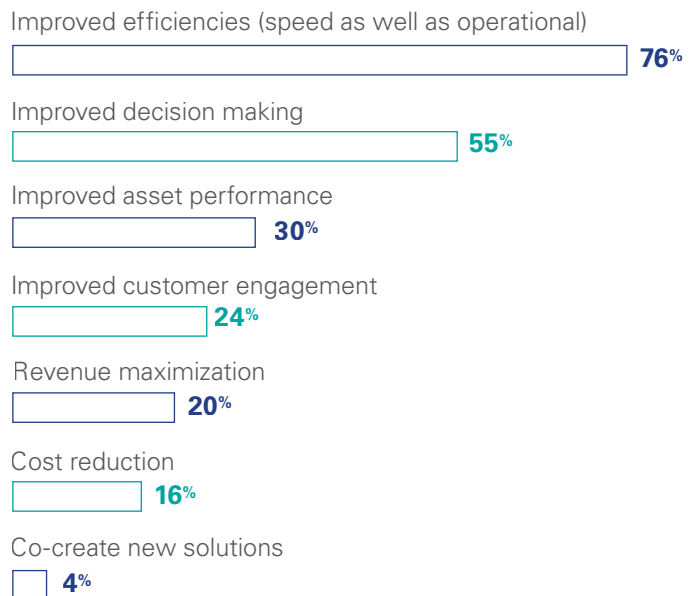 Improved efficiencies (speed as well as operational)
76%
Improved decision making
55%
Improved asset performance
30%
Improved customer engagement
24%
Revenue maximization
20%
Cost reduction
16%
Co-create new solutions
4%